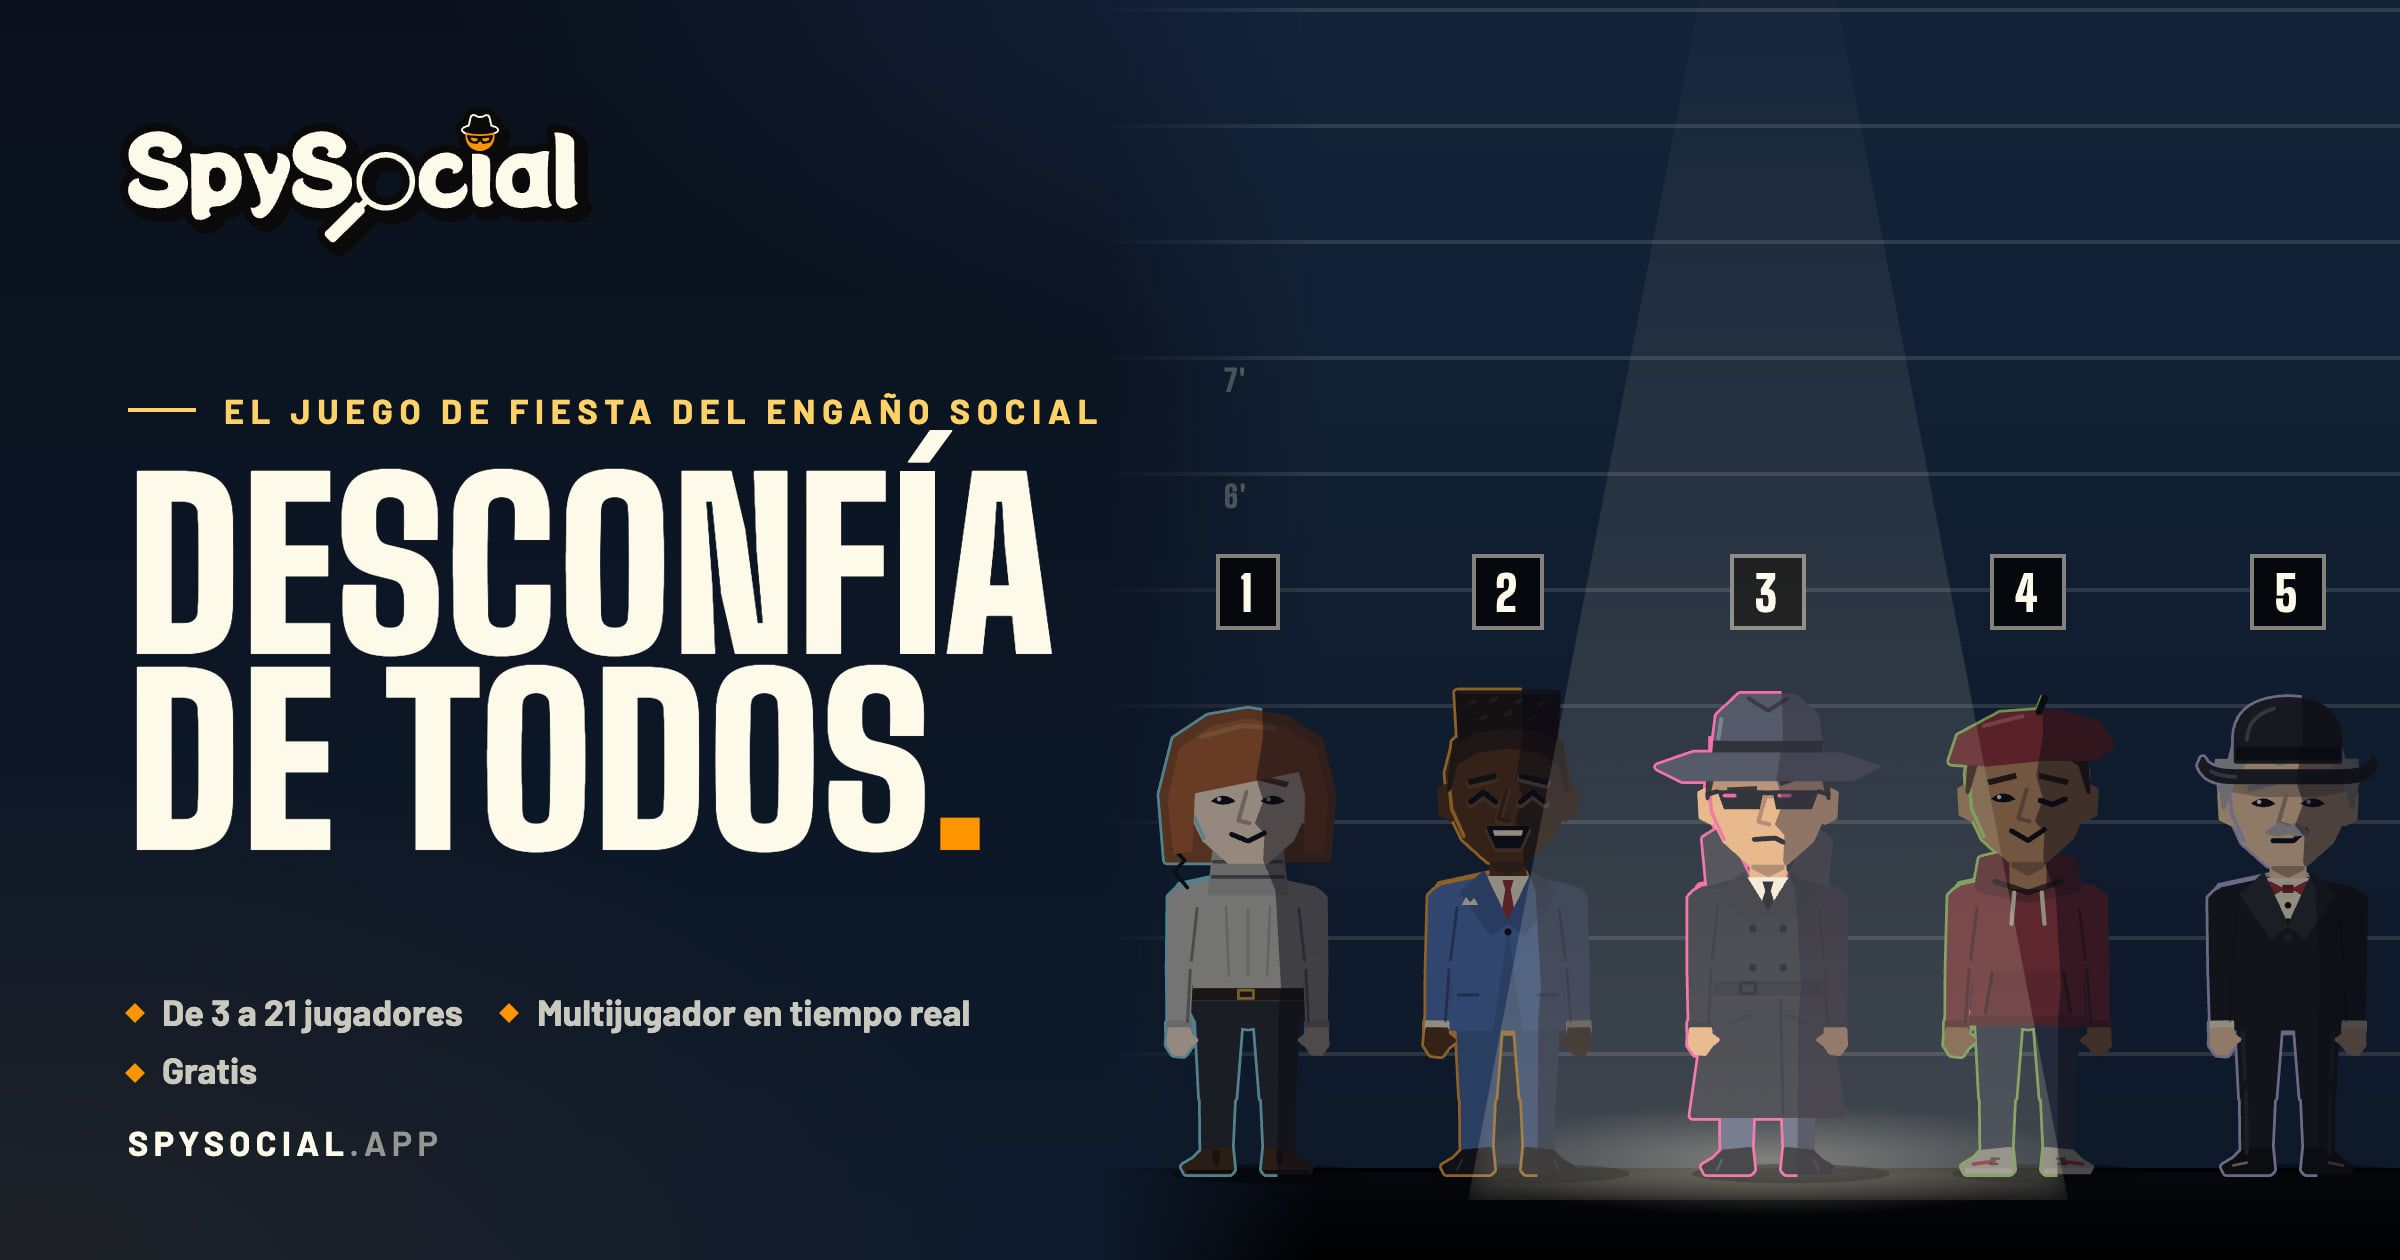 SpySocial
EL JUEGO DE FIESTA DEL ENGAÑO SOCIAL
DESCONFÍA
DE TODOS.
De 3 a 21 jugadores
Multijugador en tiempo real
Gratis
SPYSOCIAL.APP
7'
6'
1
2
3
4
5